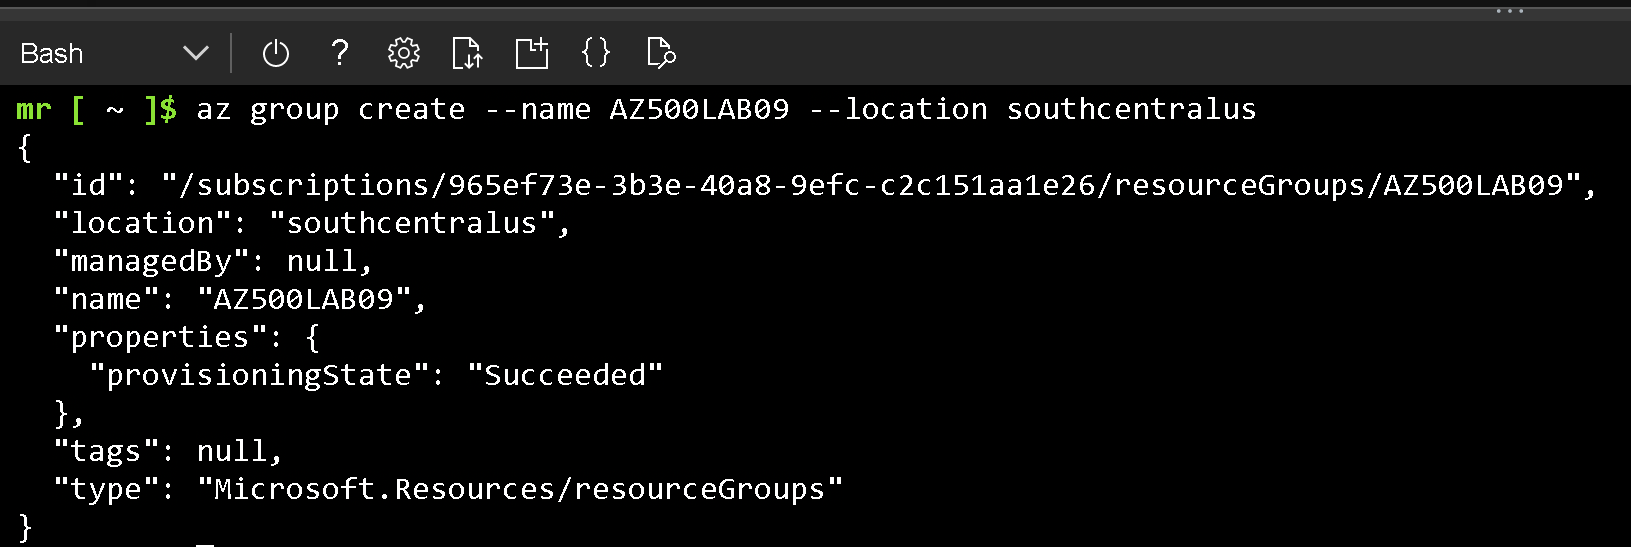 Bash
mr [ ~ ]$ az group create --name AZ500LAB09 --location southcentralus
{
  "id": "/subscriptions/965ef73e-3b3e-40a8-9efc-c2c151aa1e26/resourceGroups/AZ500LAB09",
  "location": "southcentralus",
  "managedBy": null,
  "name": "AZ500LAB09",
  "properties": {
    "provisioningState": "Succeeded"
  },
  "tags": null,
  "type": "Microsoft.Resources/resourceGroups"
}